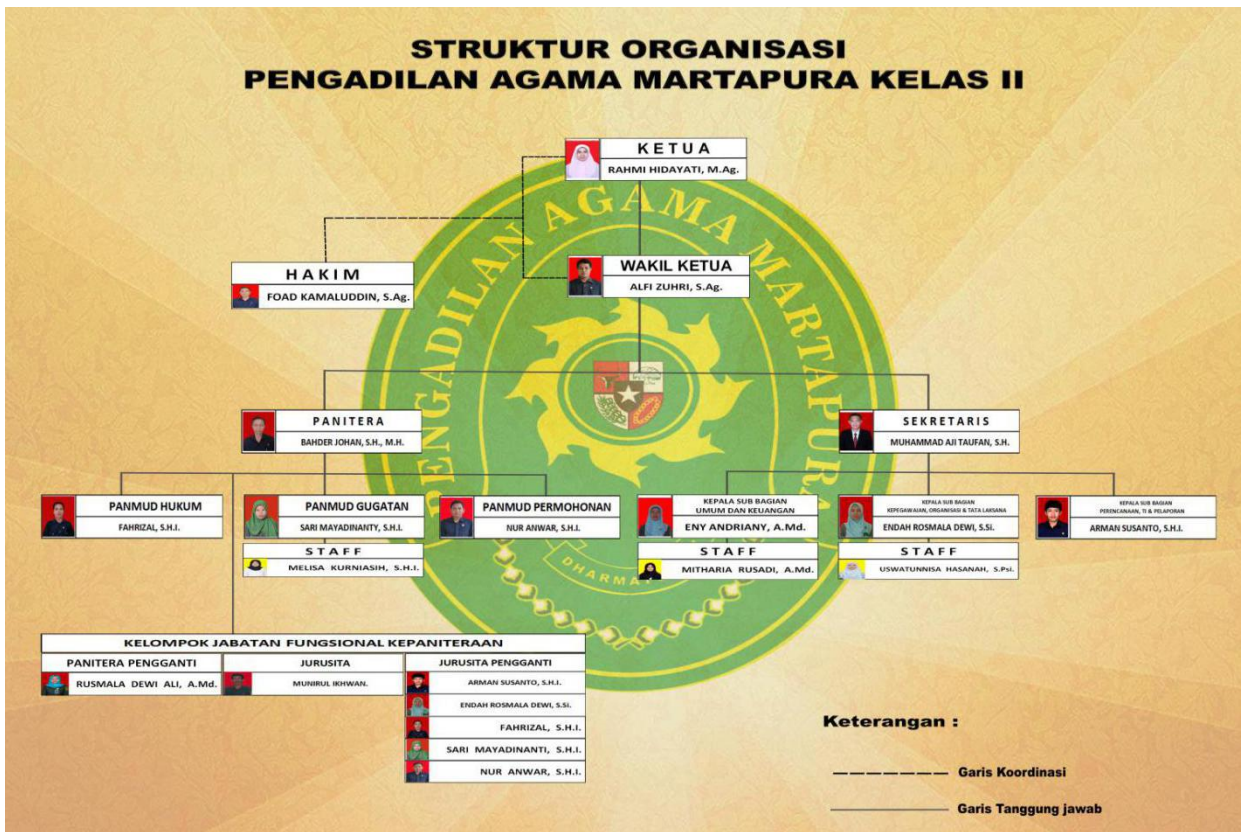 STRUKTUR ORGANISASI
PENGADILAN AGAMA MARTAPURA KELAS II
KETUA
RAHMI HIDAYATI, M.Ag.
HAKIM
FOAD KAMALUDDIN, S.Ag.
WAKIL KETUA
ALFI ZUHRI, S.Ag.
PENGADILAN AGAMA MARTAPURA
PANITERA
BAHDER JOHAN, S.H., M.H.
SEKRETARIS
MUHAMMAD AJI TAUFAN, S.H.
PANMUD HUKUM
FAHRIZAL, S.H.I.
PANMUD GUGATAN
SARI MAYADINANTY, S.H.I.
STAFF
MELISA KURNIASIH, S.H.I.
PANMUD PERMOHONAN
NUR ANWAR, S.H.I.
KEPALA SUB BAGIAN
UMUM DAN KEUANGAN
ENY ANDRIANY, A.Md.
STAFF
MITHARIA RUSADI, A.Md.
KEPALA SUB BAGIAN
KEPEGAWAIAN, ORGANISASI & TATA LAKSANA
ENDAH ROSMALA DEWI, S.Si.
STAFF
USWATUNNISA HASANAH, S.Psi.
KEPALA SUB BAGIAN
PERENCANAAN, TI & PELAPORAN
ARMAN SUSANTO, S.H.I.
KELOMPOK JABATAN FUNGSIONAL KEPANITERAAN
PANITERA PENGGANTI
RUSMALA DEWI ALI, A.Md.
JURUSITA
MUNIRUL IKHWAN.
JURUSITA PENGGANTI
ARMAN SUSANTO, S.H.I.
ENDAH ROSMALA DEWI, S.Si.
FAHRIZAL, S.H.I.
SARI MAYADINANTI, S.H.I.
NUR ANWAR, S.H.I.
Keterangan :
Garis Koordinasi
Garis Tanggung jawab